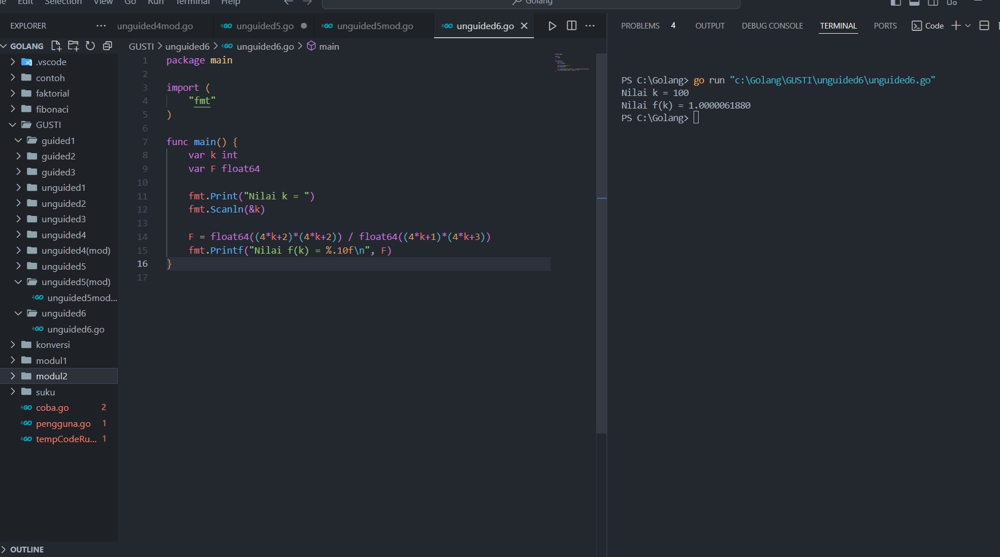 Edit Selection View Go Run Terminal Help
Golang
EXPLORER
unguided4mod.go unguided5.go unguided5mod.go unguided6.go
PROBLEMS 4 OUTPUT DEBUG CONSOLE TERMINAL PORTS Code
GOLANG
GUSTI > unguided6 > unguided6.go > main
.vscode
contoh
faktorial
fibonaci
GUSTI
guided1
guided2
guided3
unguided1
unguided2
unguided3
unguided4
unguided4(mod)
unguided5
unguided5(mod)
unguided5mod...
unguided6
unguided6.go
konversi
modul1
modul2
suku
coba.go 2
pengguna.go 1
tempCodeRu... 1
OUTLINE
1 package main
2
3 import (
4 "fmt"
5 )
6
7 func main() {
8 var k int
9 var F float64
10
11 fmt.Print("Nilai k = ")
12 fmt.Scanln(&k)
13
14 F = float64((4*k+2)*(4*k+2)) / float64((4*k+1)*(4*k+3))
15 fmt.Printf("Nilai f(k) = %.10f\n", F)
16 }
17
PS C:\Golang> go run "c:\Golang\GUSTI\unguided6\unguided6.go"
Nilai k = 100
Nilai f(k) = 1.0000061880
PS C:\Golang>